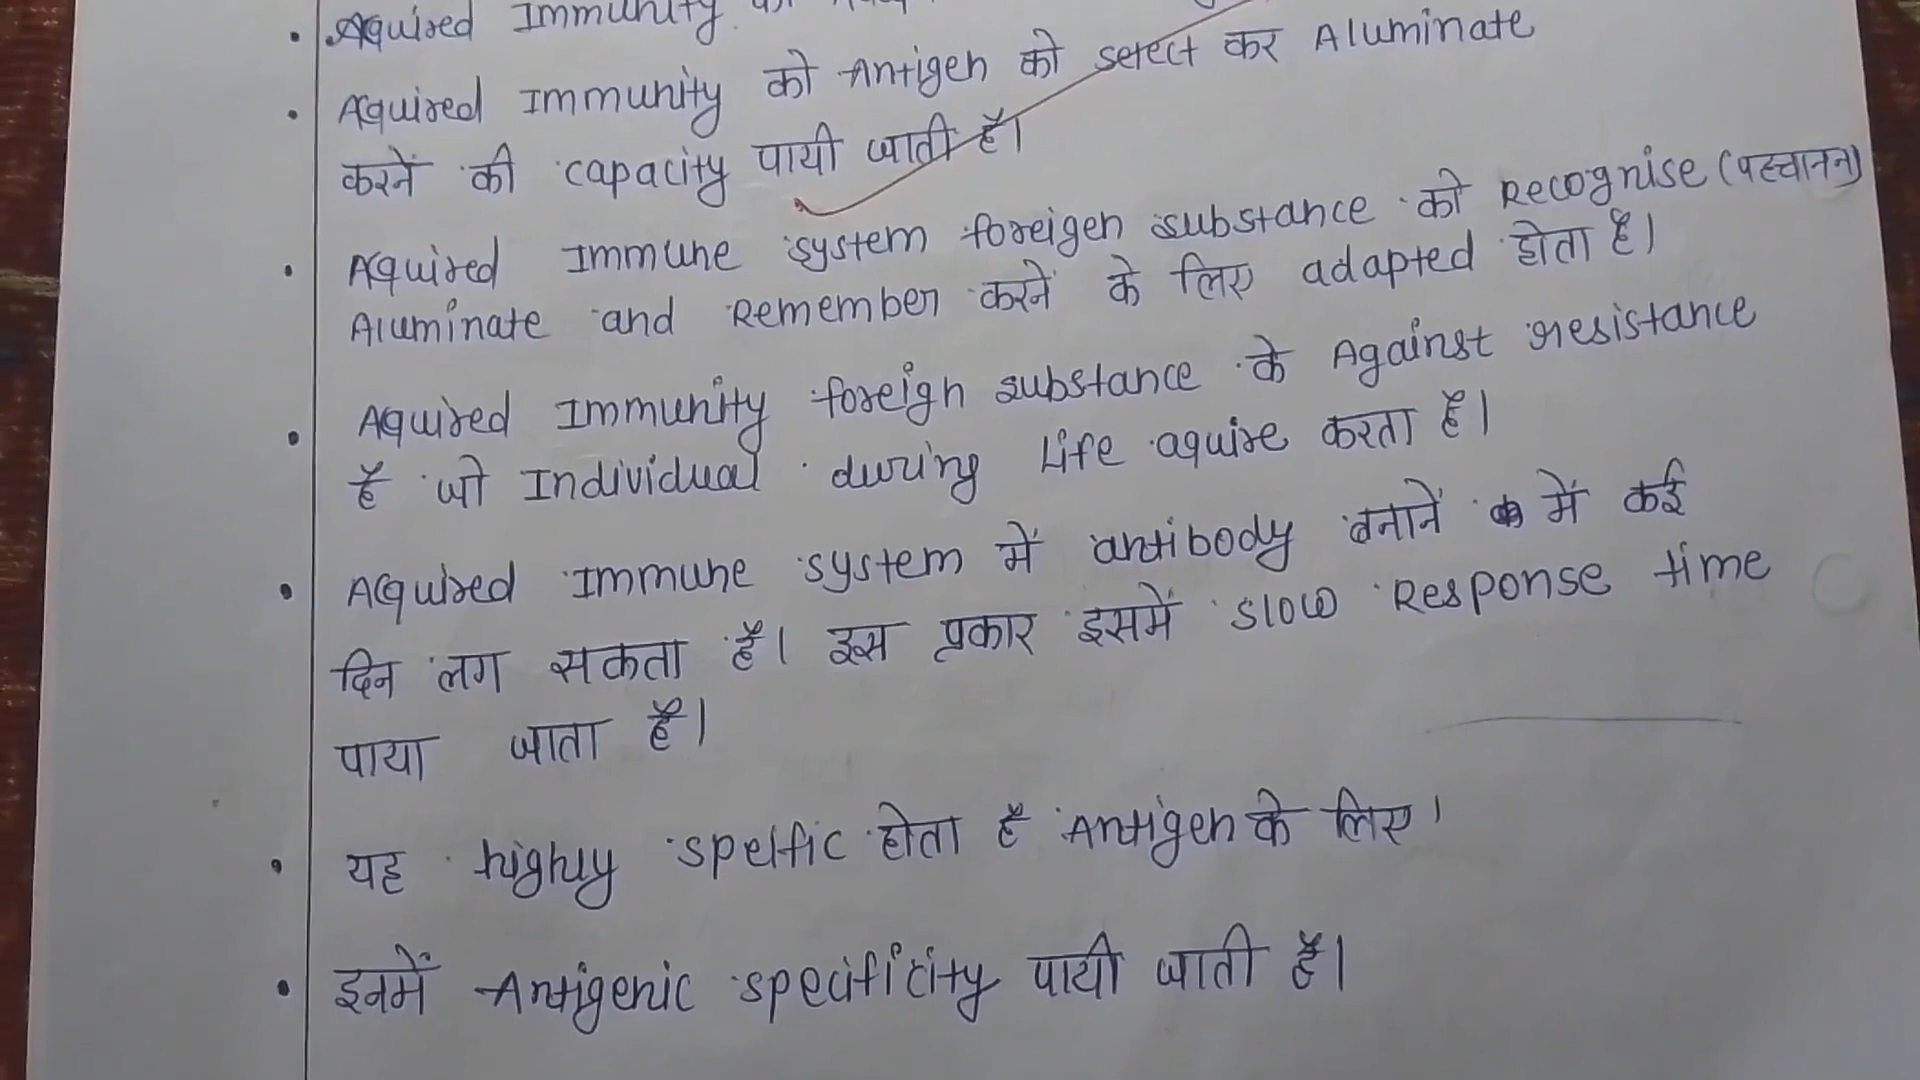 • Aquired Immunity
• Aquired Immunity को Antigen को select कर Aluminate
करनें की capacity पायी जाती है।
• Aquired Immune system foreigen substance को Recognise (पहचानन)
Aluminate and Remember करनें के लिए adapted होता है।
• Aquired Immunity foreign substance के Against resistance
है जो Individual during Life aquire करता है।
• Aquired Immune system में antibody बनानें में कई
दिन लग सकता है। इस प्रकार इसमें slow Response time
पाया जाता है।
• यह highly spelfic होता है Antigen के लिए।
• इनमें Antigenic specificity पायी जाती है।